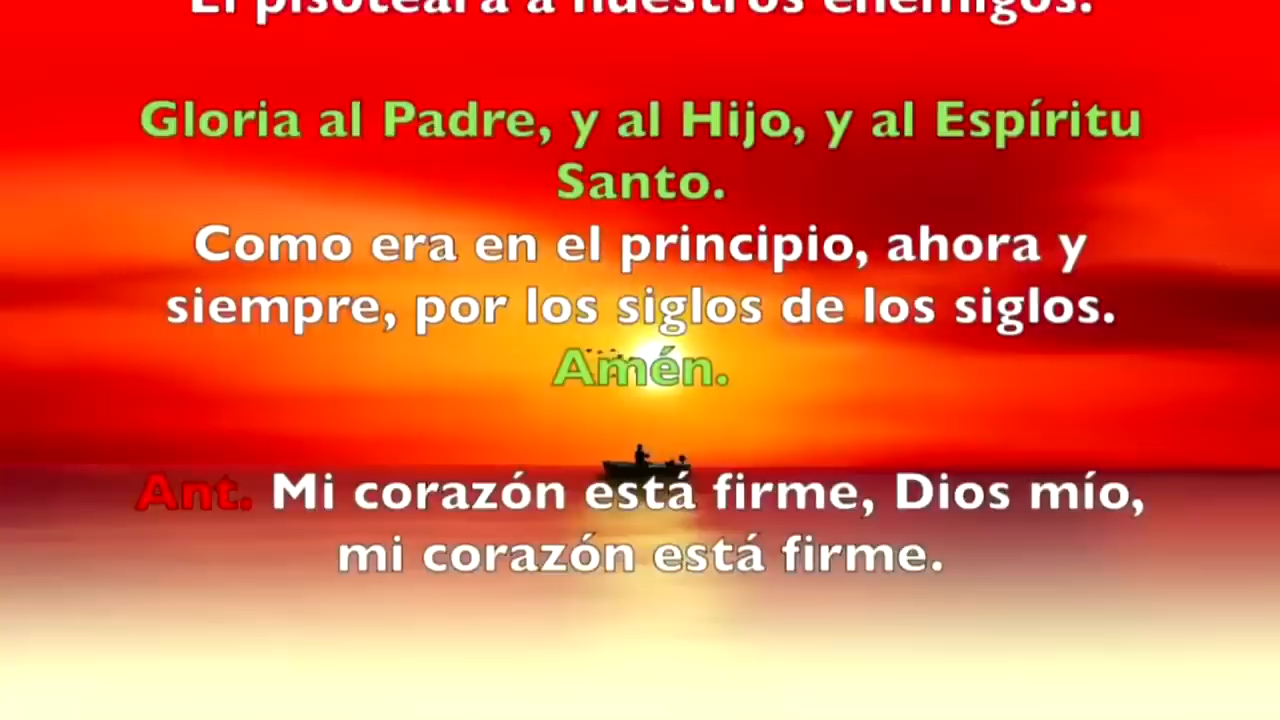 El pisoteará a nuestros enemigos.
Gloria al Padre, y al Hijo, y al Espíritu
Santo.
Como era en el principio, ahora y
siempre, por los siglos de los siglos.
Amén.
Ant. Mi corazón está firme, Dios mío,
mi corazón está firme.